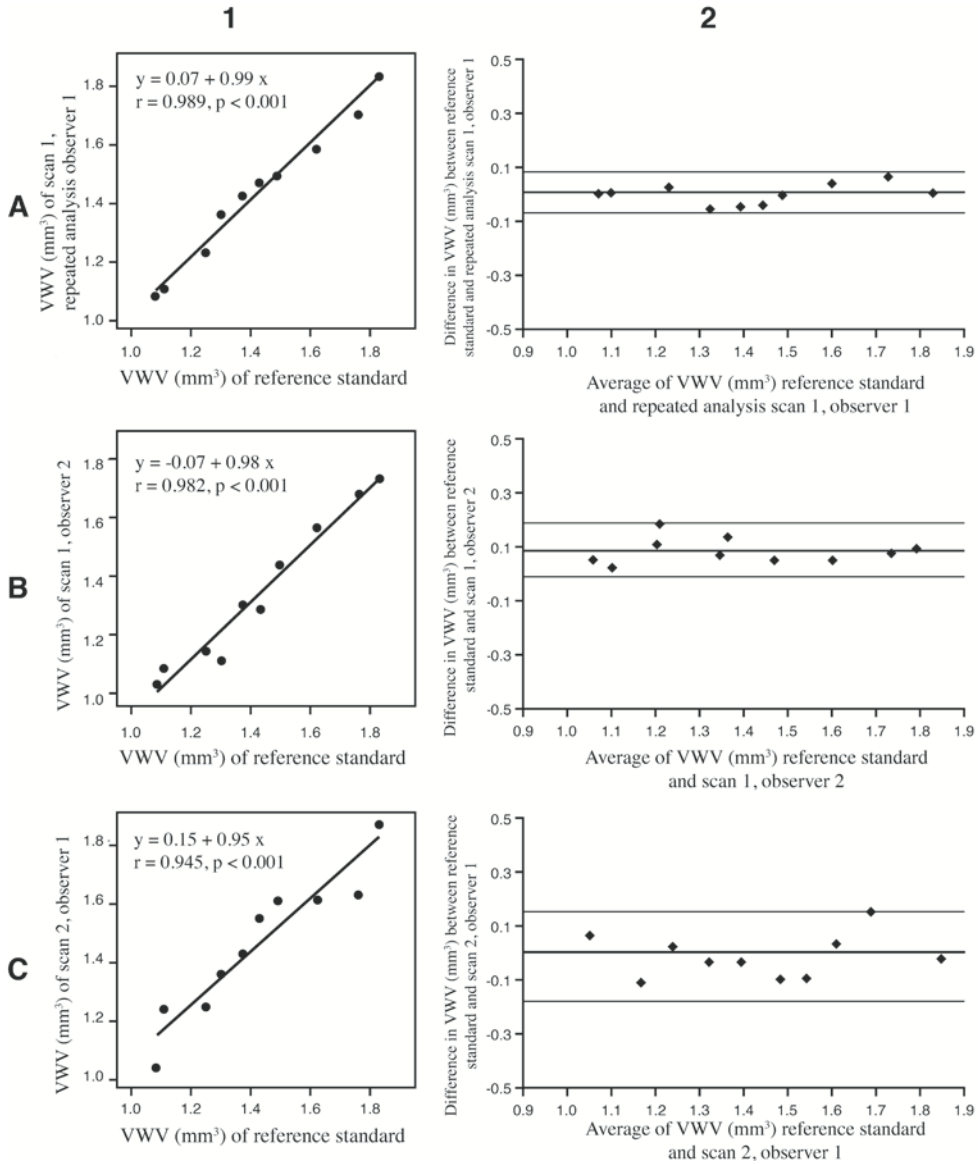 1
2
A
y = 0.07 + 0.99 x
r = 0.989, p < 0.001
VWV (mm³) of scan 1,
repeated analysis observer 1
1.8
1.6
1.4
1.2
1.0
1.0 1.2 1.4 1.6 1.8
VWV (mm³) of reference standard
Difference in VWV (mm³) between reference
standard and repeated analysis scan 1, observer 1
0.5
0.3
0.1
-0.1
-0.3
-0.5
0.9 1.0 1.1 1.2 1.3 1.4 1.5 1.6 1.7 1.8 1.9
Average of VWV (mm³) reference standard
and repeated analysis scan 1, observer 1
B
y = -0.07 + 0.98 x
r = 0.982, p < 0.001
VWV (mm³) of scan 1, observer 2
1.8
1.6
1.4
1.2
1.0
1.0 1.2 1.4 1.6 1.8
VWV (mm³) of reference standard
Difference in VWV (mm³) between reference
standard and scan 1, observer 2
0.5
0.3
0.1
-0.1
-0.3
-0.5
0.9 1.0 1.1 1.2 1.3 1.4 1.5 1.6 1.7 1.8 1.9
Average of VWV (mm³) reference standard
and scan 1, observer 2
C
y = 0.15 + 0.95 x
r = 0.945, p < 0.001
VWV (mm³) of scan 2, observer 1
1.8
1.6
1.4
1.2
1.0
1.0 1.2 1.4 1.6 1.8
VWV (mm³) of reference standard
Difference in VWV (mm³) between reference
standard and scan 2, observer 1
0.5
0.3
0.1
-0.1
-0.3
-0.5
0.9 1.0 1.1 1.2 1.3 1.4 1.5 1.6 1.7 1.8 1.9
Average of VWV (mm³) reference standard
and scan 2, observer 1